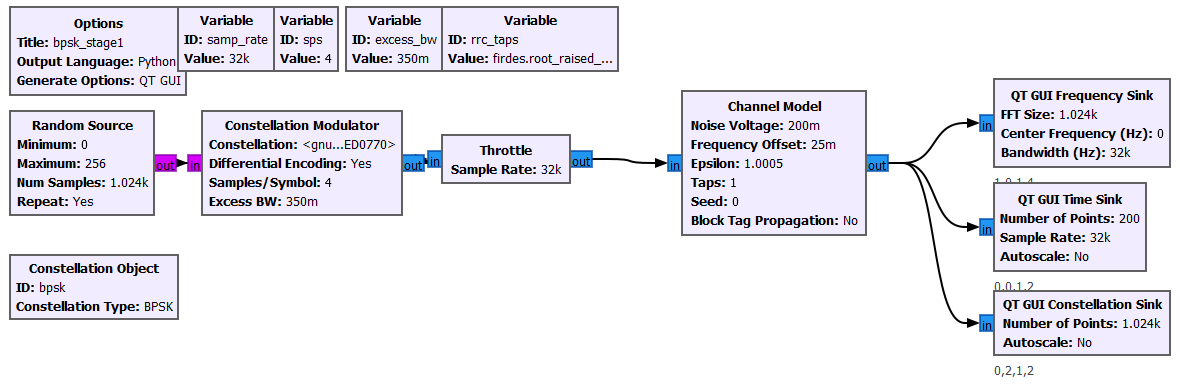 Options
Title: bpsk_stage1
Output Language: Python
Generate Options: QT GUI
Variable
ID: samp_rate
Value: 32k
Variable
ID: sps
Value: 4
Variable
ID: excess_bw
Value: 350m
Variable
ID: rrc_taps
Value: firdes.root_raised_...
Random Source
Minimum: 0
Maximum: 256
Num Samples: 1.024k
Repeat: Yes
out
in
Constellation Modulator
Constellation: <gnu...ED0770>
Differential Encoding: Yes
Samples/Symbol: 4
Excess BW: 350m
out
in
Throttle
Sample Rate: 32k
out
in
Channel Model
Noise Voltage: 200m
Frequency Offset: 25m
Epsilon: 1.0005
Taps: 1
Seed: 0
Block Tag Propagation: No
out
in
QT GUI Frequency Sink
FFT Size: 1.024k
Center Frequency (Hz): 0
Bandwidth (Hz): 32k
in
QT GUI Time Sink
Number of Points: 200
Sample Rate: 32k
Autoscale: No
0,0,1,2
in
QT GUI Constellation Sink
Number of Points: 1.024k
Autoscale: No
0,2,1,2
Constellation Object
ID: bpsk
Constellation Type: BPSK